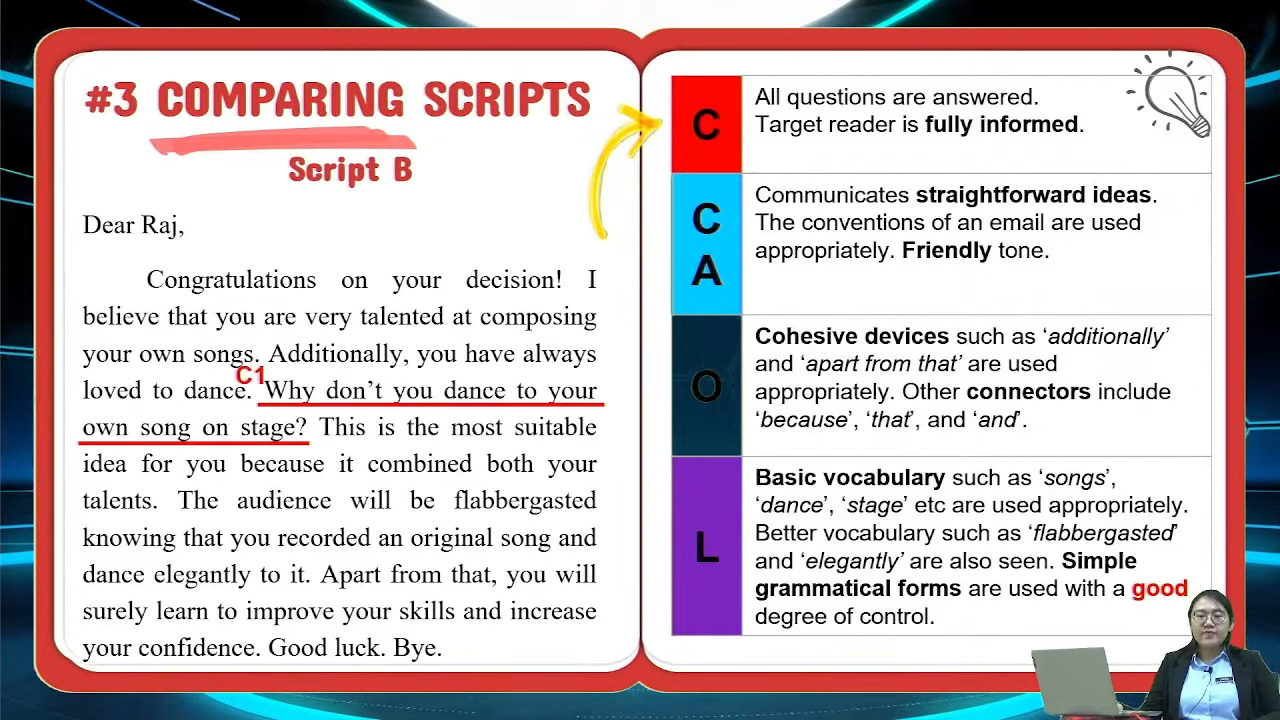 #3 COMPARING SCRIPTS
Script B
Dear Raj,
Congratulations on your decision! I
believe that you are very talented at composing
your own songs. Additionally, you have always
loved to dance. Why don't you dance to your
C1
own song on stage? This is the most suitable
idea for you because it combined both your
talents. The audience will be flabbergasted
knowing that you recorded an original song and
dance elegantly to it. Apart from that, you will
surely learn to improve your skills and increase
your confidence. Good luck. Bye.
C
All questions are answered.
Target reader is fully informed.
C
A
Communicates straightforward ideas.
The conventions of an email are used
appropriately. Friendly tone.
O
Cohesive devices such as ‘additionally’
and ‘apart from that’ are used
appropriately. Other connectors include
‘because’, ‘that’, and ‘and’.
L
Basic vocabulary such as ‘songs’,
‘dance’, ‘stage’ etc are used appropriately.
Better vocabulary such as ‘flabbergasted’
and ‘elegantly’ are also seen. Simple
grammatical forms are used with a good
degree of control.